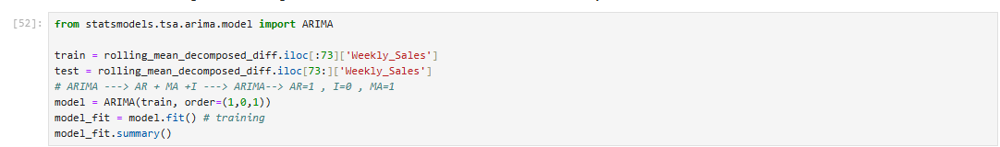 [52]: from statsmodels.tsa.arima.model import ARIMA
train = rolling_mean_decomposed_diff.iloc[:73]['Weekly_Sales']
test = rolling_mean_decomposed_diff.iloc[73:]['Weekly_Sales']
# ARIMA ---> AR + MA +I ---> ARIMA--> AR=1 , I=0 , MA=1
model = ARIMA(train, order=(1,0,1))
model_fit = model.fit() # training
model_fit.summary()